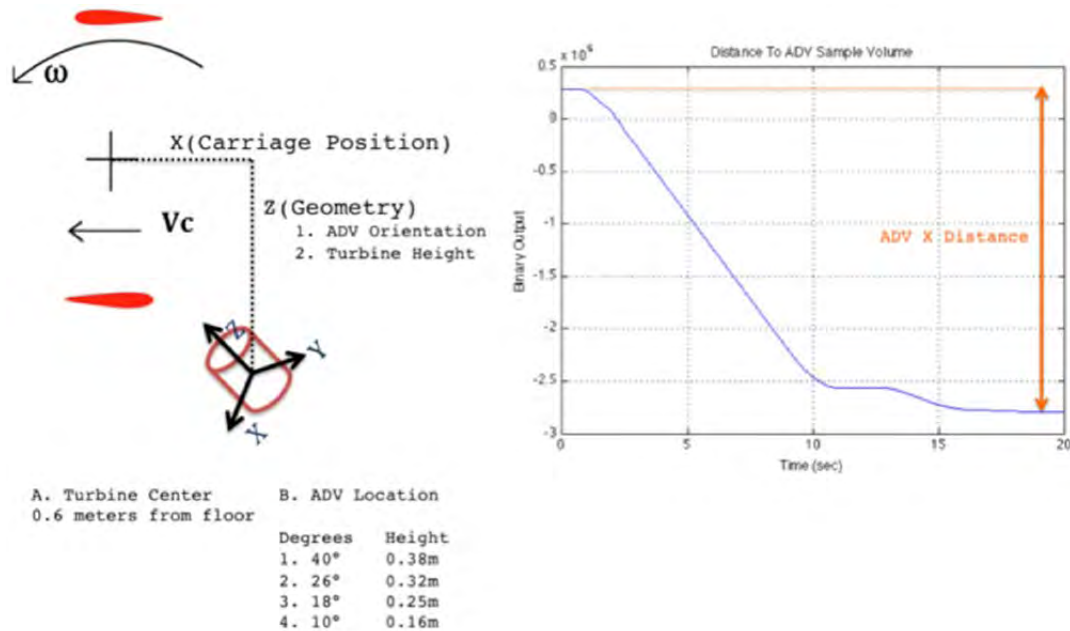 ω
X(Carriage Position)
Z(Geometry)
1. ADV Orientation
2. Turbine Height
Vc
Z
Y
X
A. Turbine Center
0.6 meters from floor
B. ADV Location
Degrees Height
1. 40° 0.38m
2. 26° 0.32m
3. 18° 0.25m
4. 10° 0.16m
Distance To ADV Sample Volume
x 10⁶
0.5
0
-0.5
-1
-1.5
-2
-2.5
-3
Binary Output
ADV X Distance
0 5 10 15 20
Time (sec)